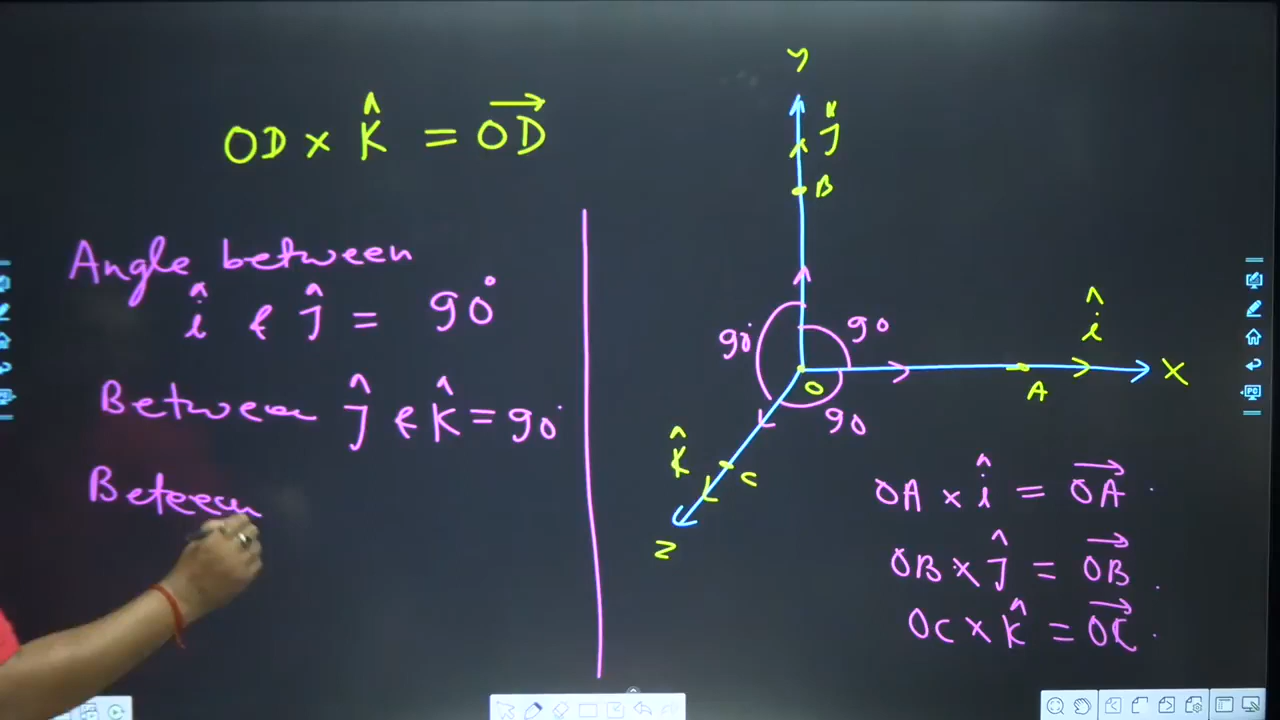 OD × K̂ = OD⃗
Angle between
î & ĵ = 90°
Between ĵ & K̂ = 90°
Beteen
Y
ĵ
B
90°
90
î
O
A
X
90
K̂
C
Z
OA × î = OA⃗
OB × ĵ = OB⃗
OC × K̂ = OC⃗